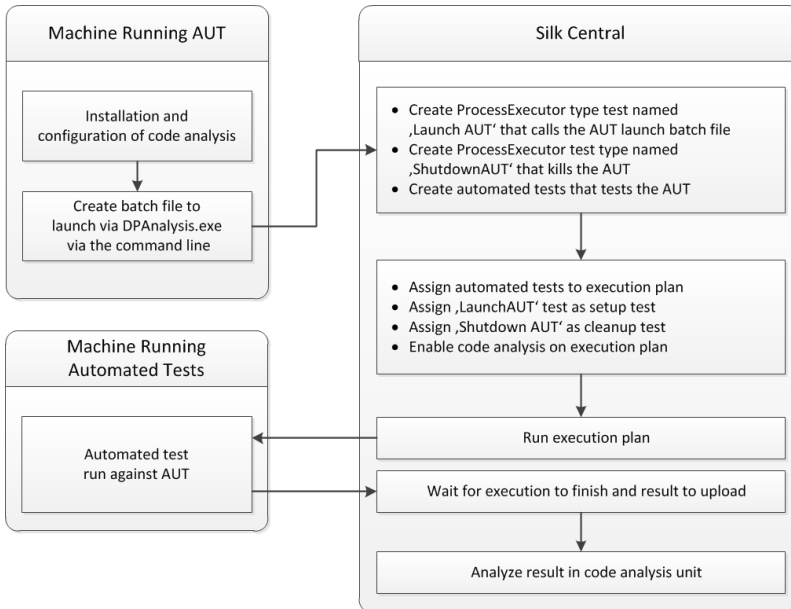 Machine Running AUT
Installation and
configuration of code analysis
Create batch file to
launch via DPAnalysis.exe
via the command line
Silk Central
• Create ProcessExecutor type test named
‚Launch AUT‘ that calls the AUT launch batch file
• Create ProcessExecutor test type named
‚ShutdownAUT‘ that kills the AUT
• Create automated tests that tests the AUT
• Assign automated tests to execution plan
• Assign ‚LaunchAUT‘ test as setup test
• Assign ‚Shutdown AUT‘ as cleanup test
• Enable code analysis on execution plan
Run execution plan
Machine Running
Automated Tests
Automated test
run against AUT
Wait for execution to finish and result to upload
Analyze result in code analysis unit